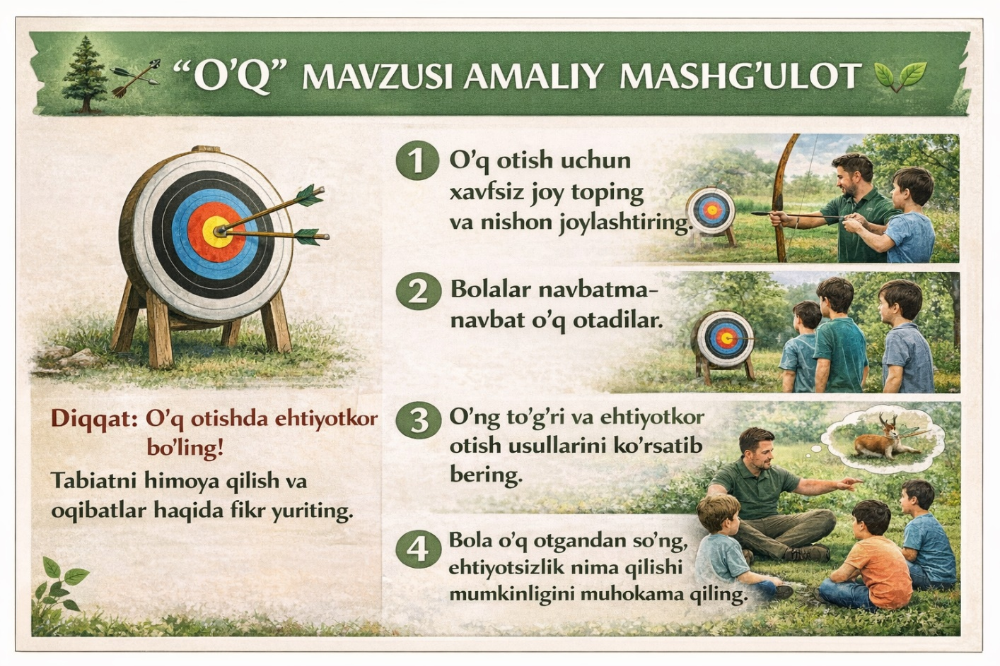 “O’Q” MAVZUSI AMALIY MASHG’ULOT
1 O’q otish uchun
xavfsiz joy toping
va nishon joylashtiring.
2 Bolalar navbatma-
navbat o’q otadilar.
3 O’ng to’g’ri va ehtiyotkor
otish usullarini ko’rsatib
bering.
4 Bola o’q otgandan so’ng,
ehtiyotsizlik nima qilishi
mumkinligini muhokama qiling.
Diqqat: O’q otishda ehtiyotkor
bo’ling!
Tabiatni himoya qilish va
oqibatlar haqida fikr yuriting.